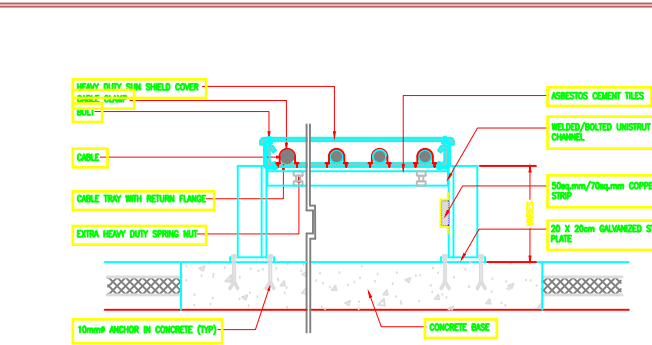 HEAVY DUTY SUN SHIELD COVER
CABLE CLAMP
BOLT
CABLE
CABLE TRAY WITH RETURN FLANGE
EXTRA HEAVY DUTY SPRING NUT
10mmø ANCHOR IN CONCRETE (TYP)
ASBESTOS CEMENT TILES
WELDED/BOLTED UNISTRUT
CHANNEL
50sq.mm/70sq.mm COPPE
STRIP
20 X 20cm GALVANIZED S
PLATE
CONCRETE BASE